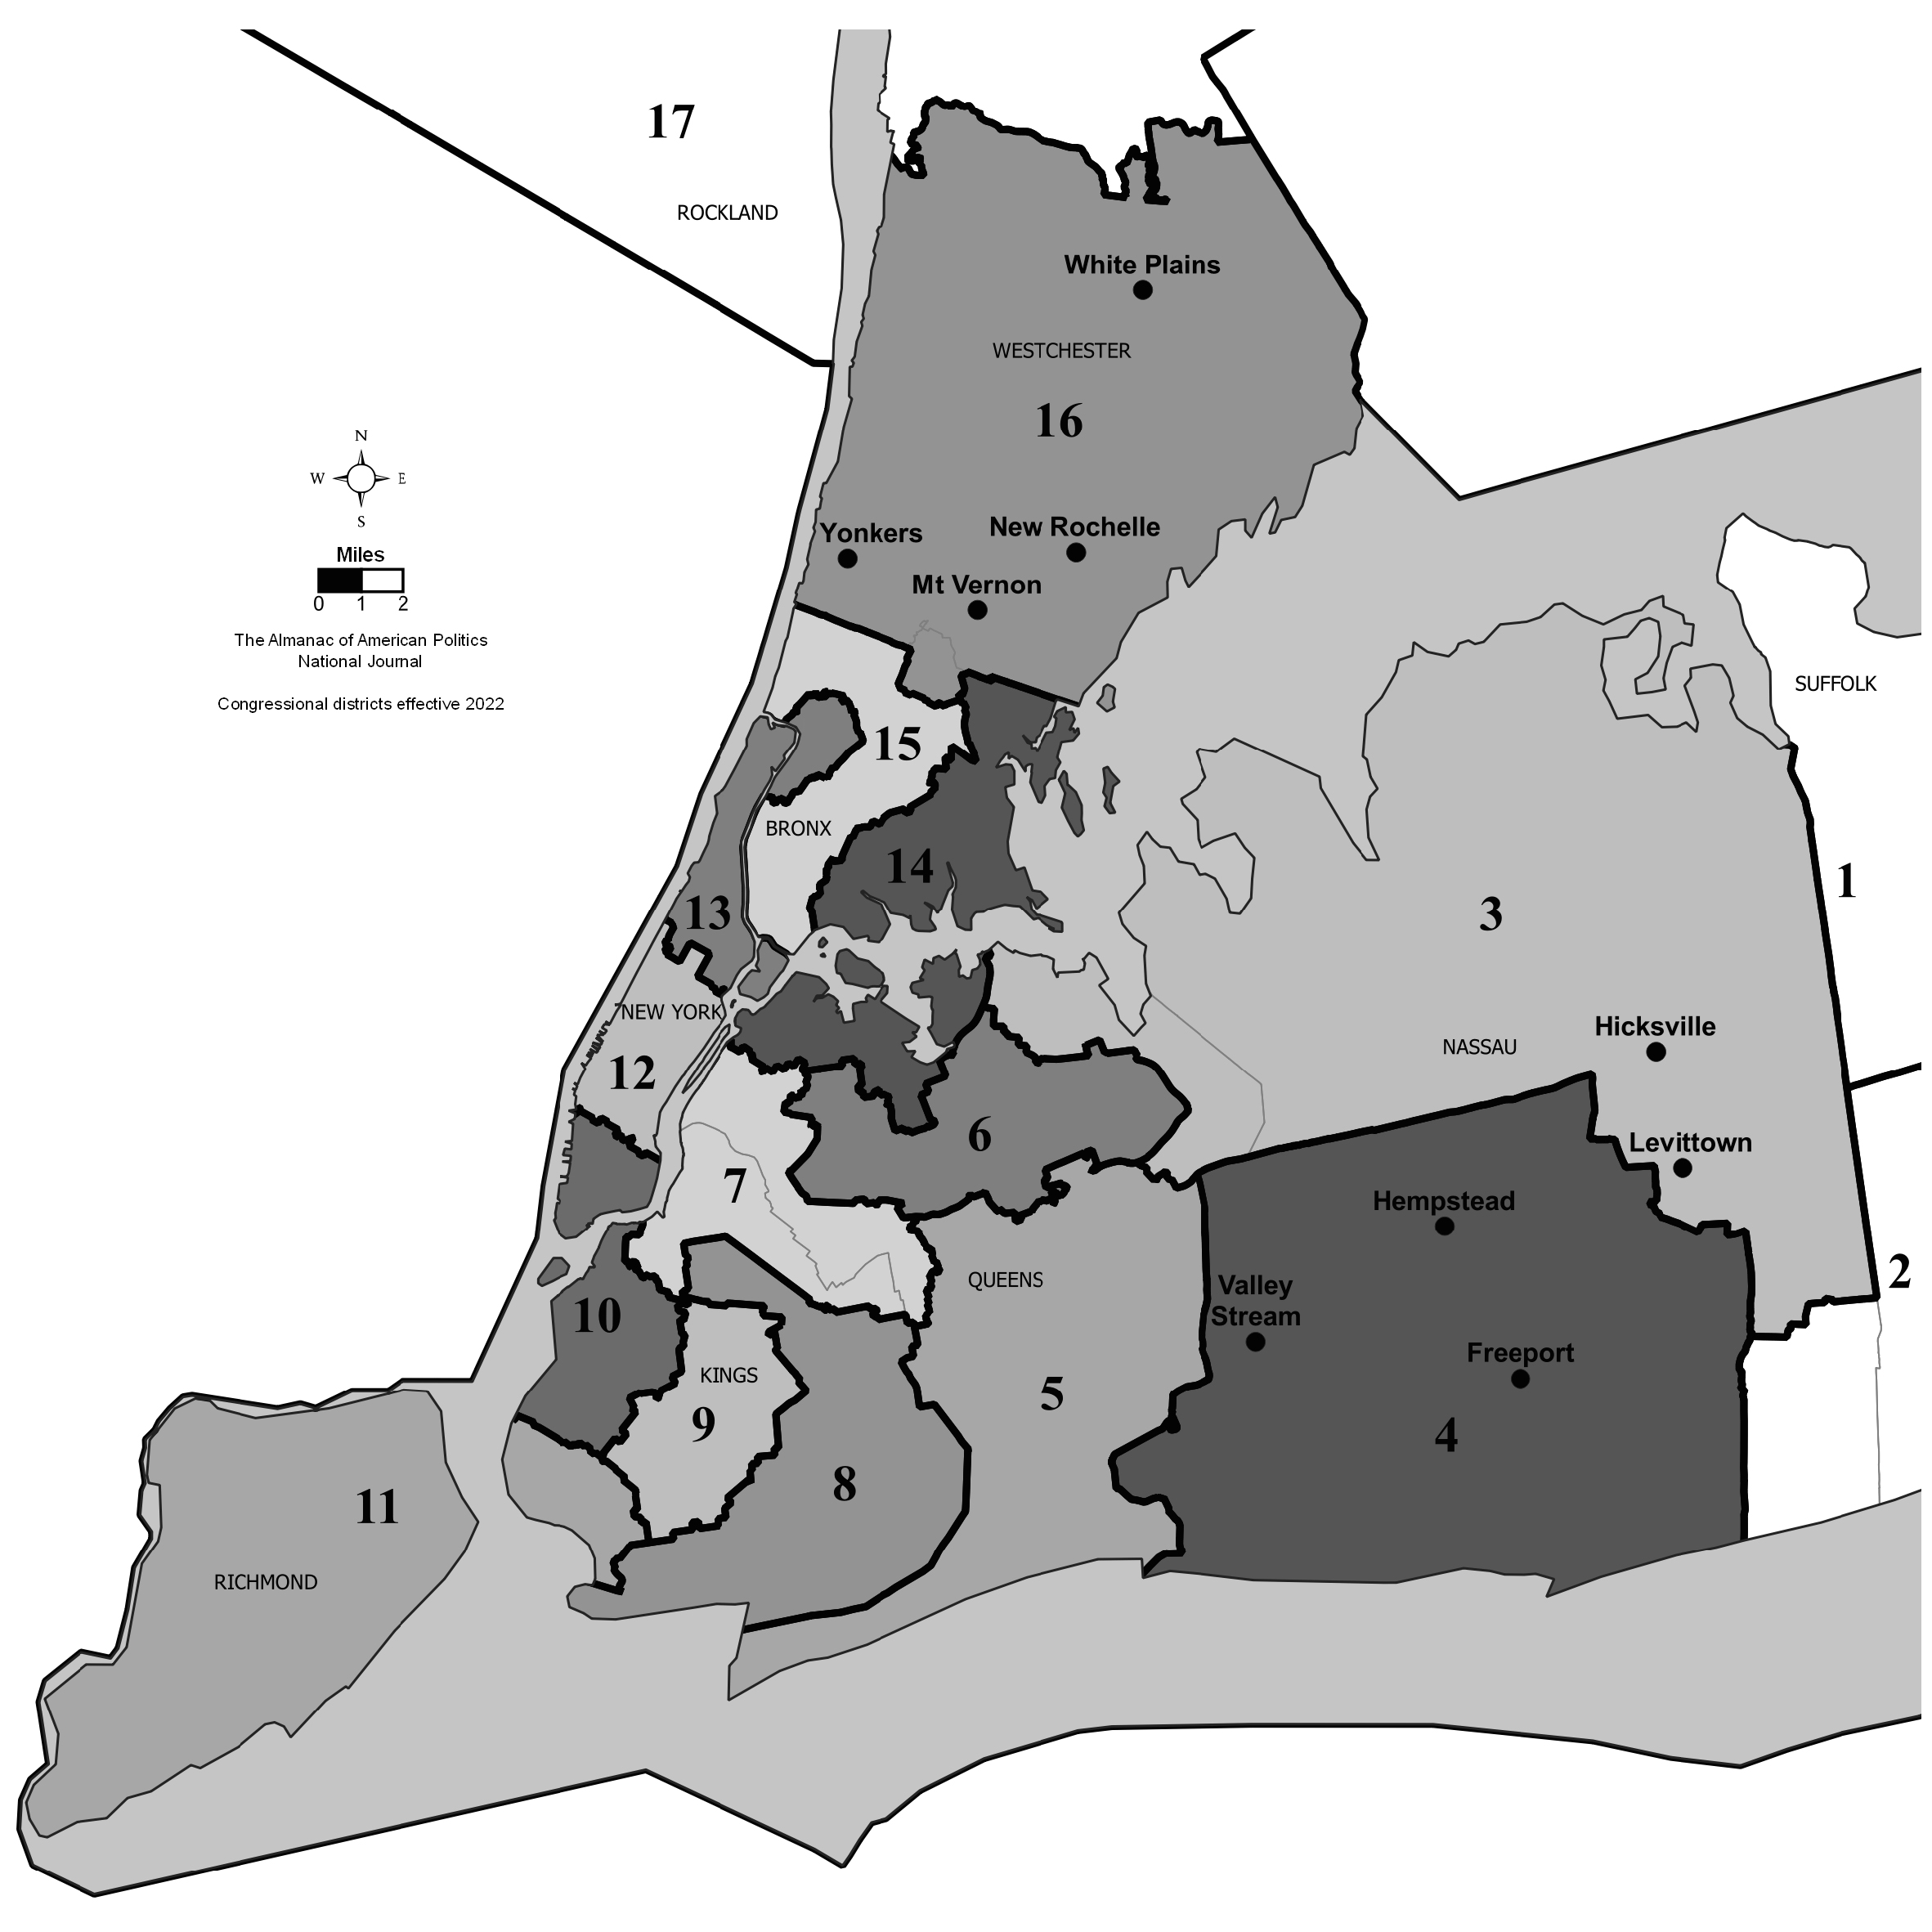 17
ROCKLAND
White Plains
WESTCHESTER
16
N
W
E
S
Miles
0 1 2
The Almanac of American Politics
National Journal
Congressional districts effective 2022
Yonkers
New Rochelle
Mt Vernon
SUFFOLK
15
BRONX
14
13
3
1
NEW YORK
12
Hicksville
NASSAU
6
Levittown
7
Hempstead
QUEENS
2
Valley
Stream
10
Freeport
KINGS
9
5
4
8
11
RICHMOND